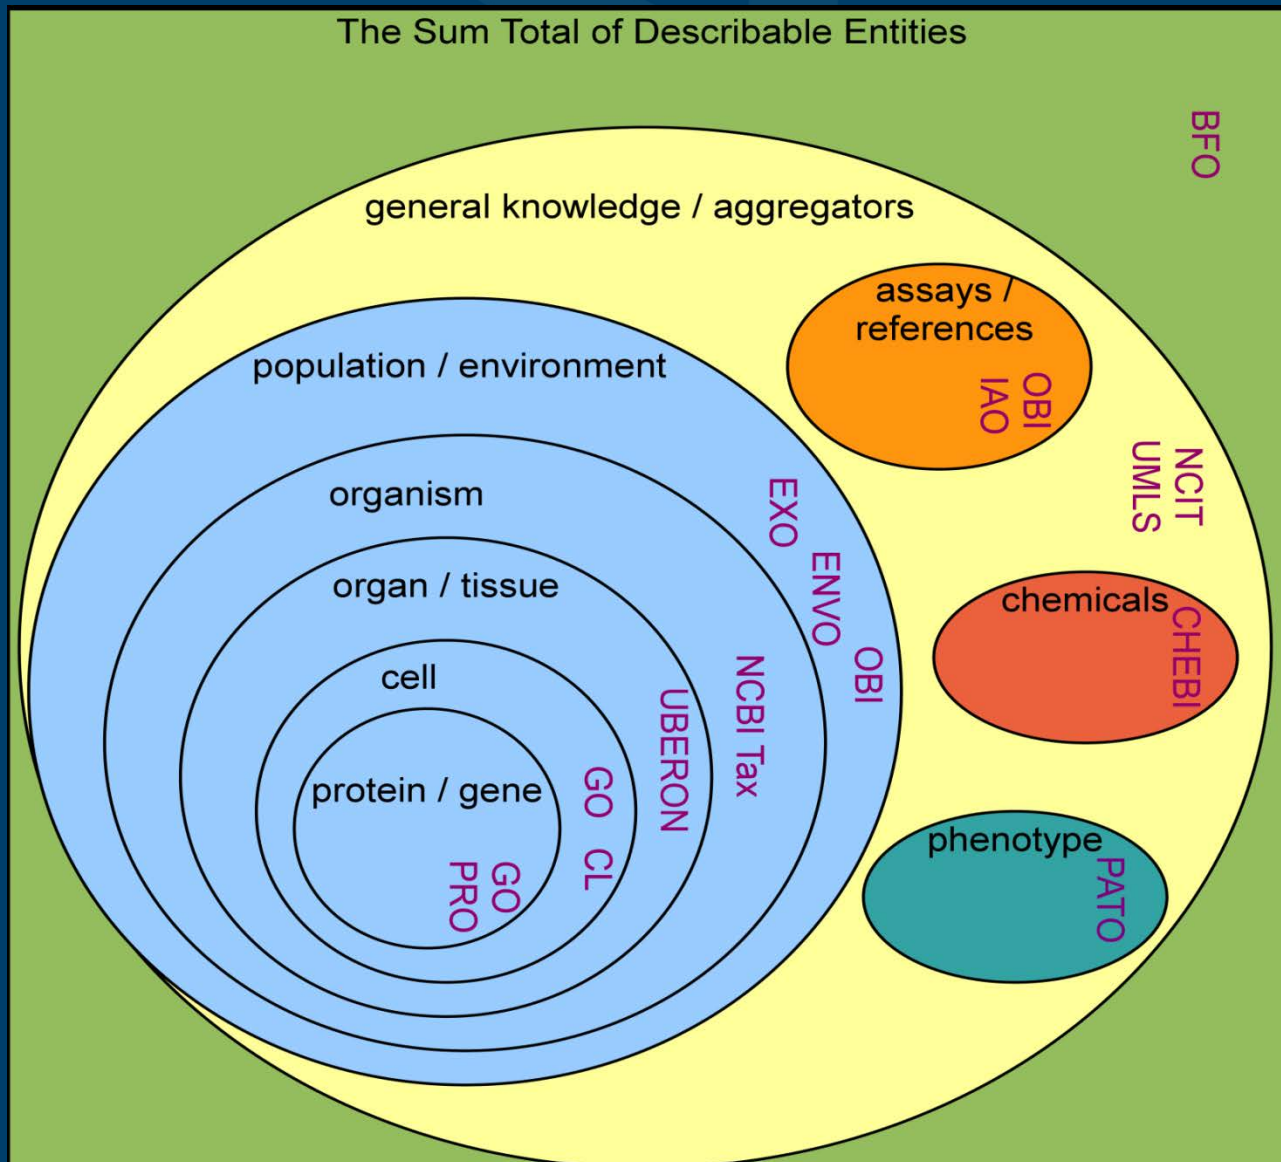 The Sum Total of Describable Entities
BFO
general knowledge / aggregators
assays /
references
OBI
IAO
population / environment
NCIT
UMLS
organism
EXO
ENVO
OBI
organ / tissue
chemicals
CHEBI
cell
NCBI Tax
UBERON
protein / gene
GO
CL
phenotype
PATO
GO
PRO